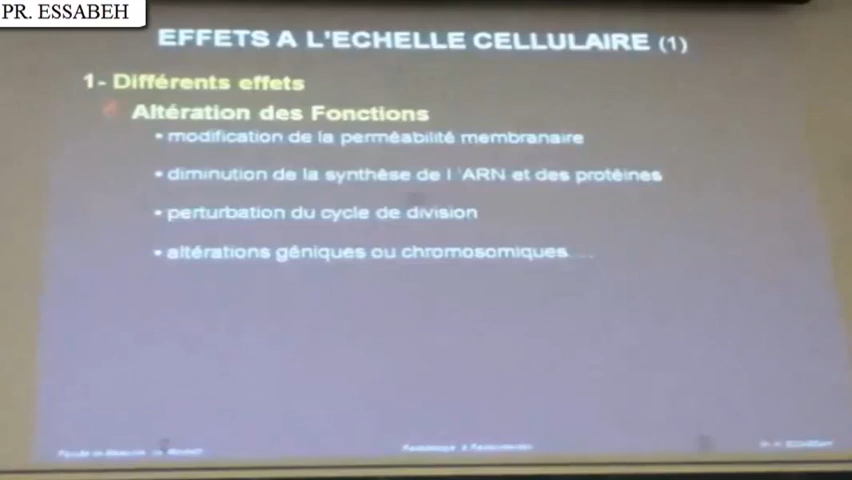 PR. ESSABEH
EFFETS A L'ECHELLE CELLULAIRE (1)
1- Différents effets
Altération des Fonctions
• modification de la perméabilité membranaire
• diminution de la synthèse de l'ARN et des protéines
• perturbation du cycle de division
• altérations géniques ou chromosomiques....